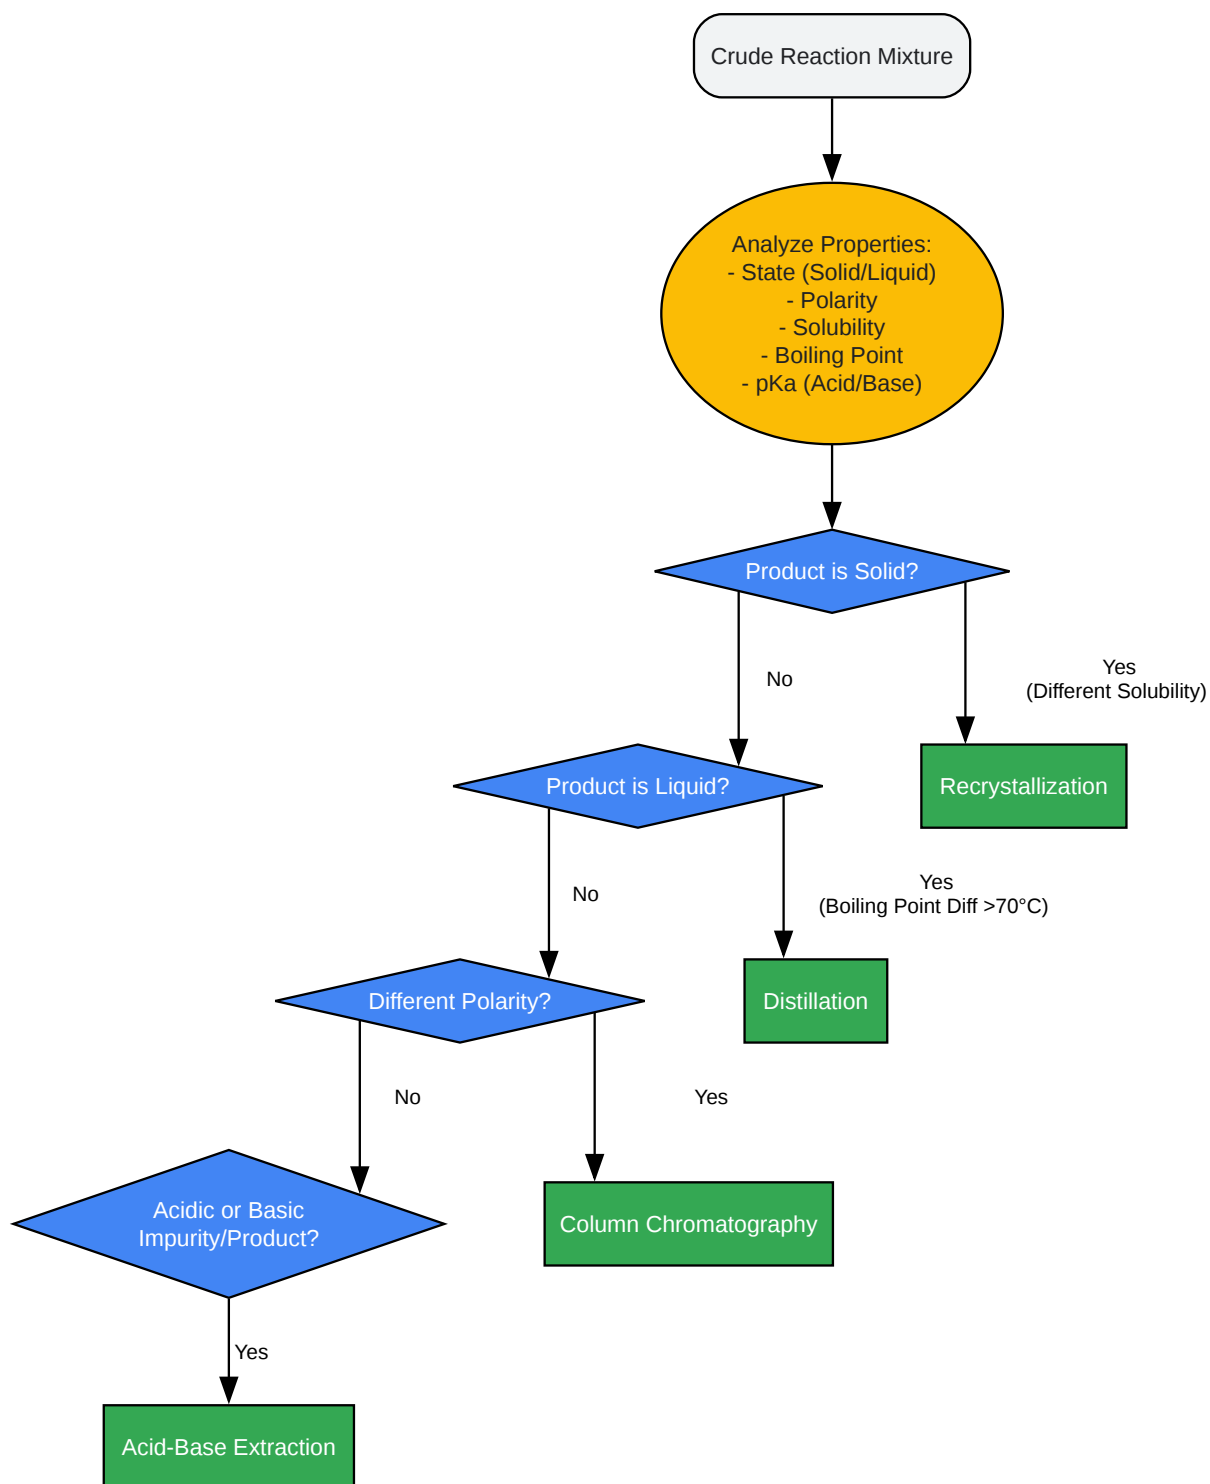 Crude Reaction Mixture
Analyze Properties:
- State (Solid/Liquid)
- Polarity
- Solubility
- Boiling Point
- pKa (Acid/Base)
Product is Solid?
No
Yes
(Different Solubility)
Product is Liquid?
Recrystallization
No
Yes
(Boiling Point Diff >70°C)
Different Polarity?
Distillation
No
Yes
Acidic or Basic
Impurity/Product?
Column Chromatography
Yes
Acid-Base Extraction